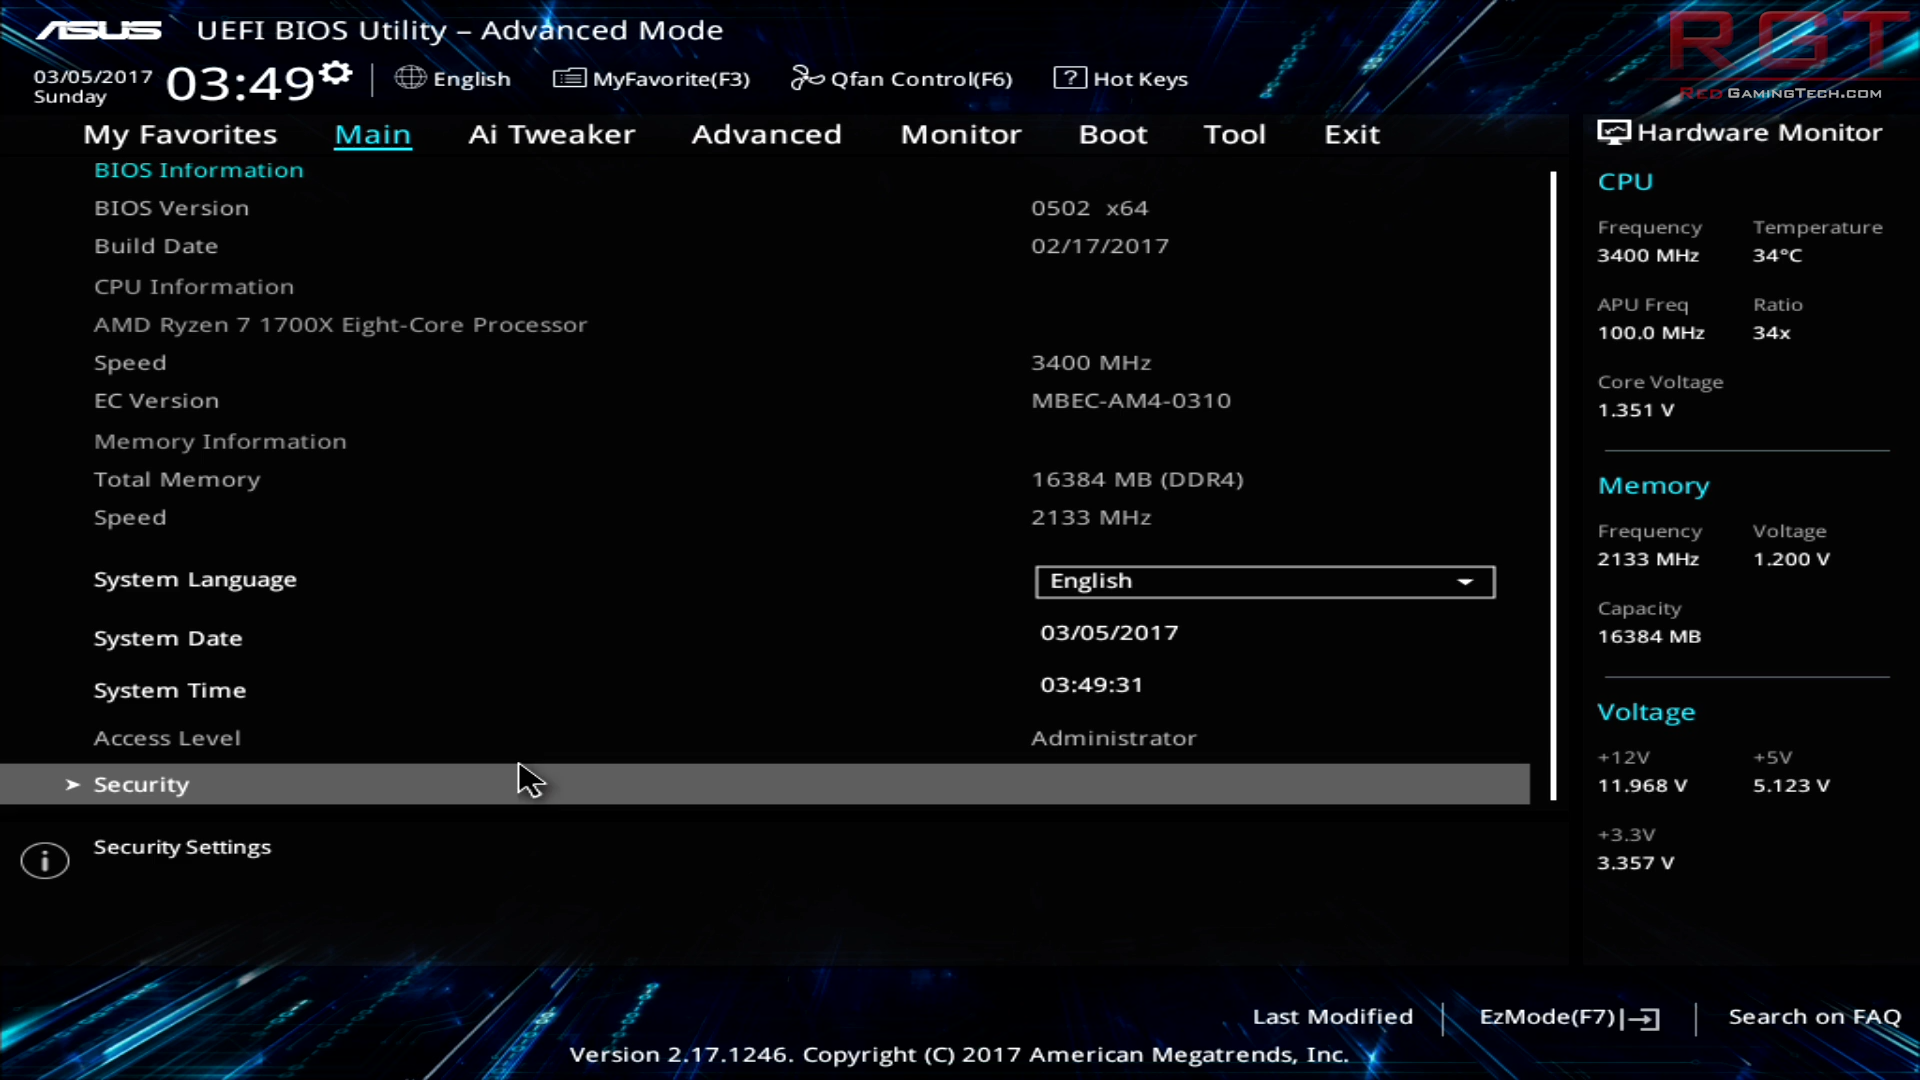 ASUS UEFI BIOS Utility – Advanced Mode
RGT
RedGamingTech.com
03/05/2017
Sunday
03:49
English MyFavorite(F3) Qfan Control(F6) ? Hot Keys
My Favorites Main Ai Tweaker Advanced Monitor Boot Tool Exit
BIOS Information
BIOS Version 0502 x64
Build Date 02/17/2017
CPU Information
AMD Ryzen 7 1700X Eight-Core Processor
Speed 3400 MHz
EC Version MBEC-AM4-0310
Memory Information
Total Memory 16384 MB (DDR4)
Speed 2133 MHz
System Language English
System Date 03/05/2017
System Time 03:49:31
Access Level Administrator
Security
Security Settings
Hardware Monitor
CPU
Frequency Temperature
3400 MHz 34°C
APU Freq Ratio
100.0 MHz 34x
Core Voltage
1.351 V
Memory
Frequency Voltage
2133 MHz 1.200 V
Capacity
16384 MB
Voltage
+12V +5V
11.968 V 5.123 V
+3.3V
3.357 V
Last Modified EzMode(F7) Search on FAQ
Version 2.17.1246. Copyright (C) 2017 American Megatrends, Inc.